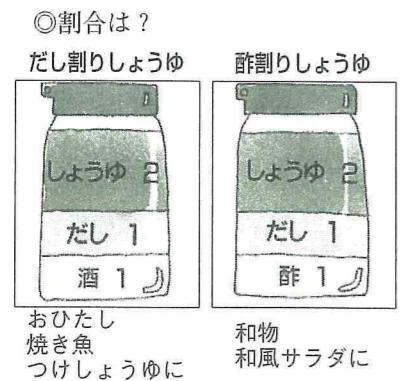 ◎割合は？
だし割りしょうゆ
しょうゆ 2
だし 1
酒 1
おひたし
焼き魚
つけしょうゆに
酢割りしょうゆ
しょうゆ 2
だし 1
酢 1
和物
和風サラダに